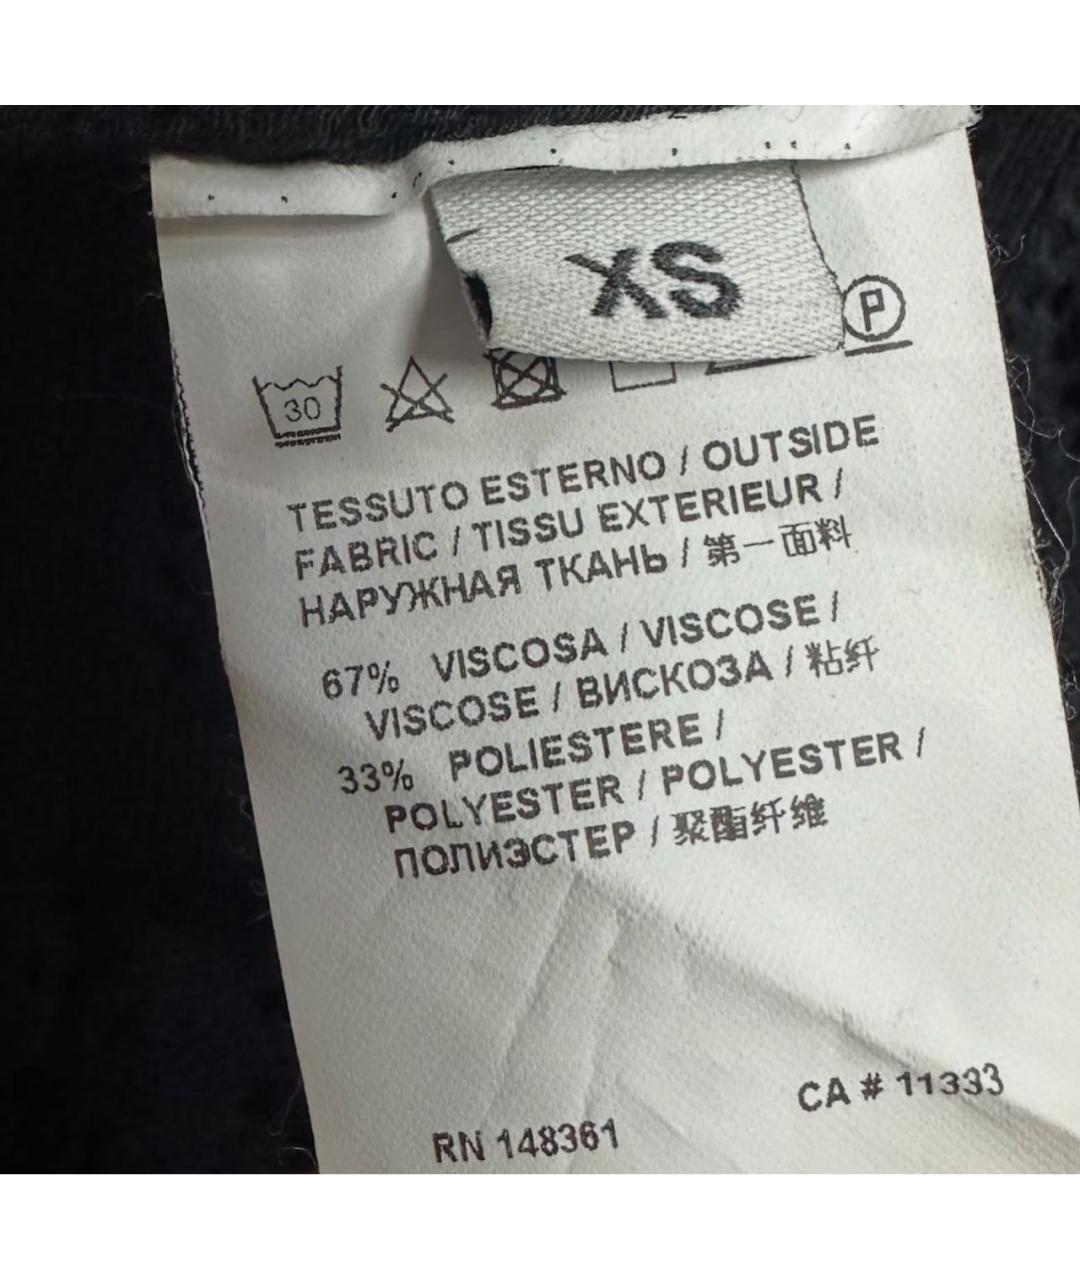 XS
P
30
TESSUTO ESTERNO / OUTSIDE
FABRIC / TISSU EXTERIEUR /
НАРУЖНАЯ ТКАНЬ / 第一面料
67% VISCOSA / VISCOSE /
VISCOSE / ВИСКОЗА / 粘纤
33% POLIESTERE /
POLYESTER / POLYESTER /
ПОЛИЭСТЕР / 聚酯纤维
CA # 11333
RN 148361